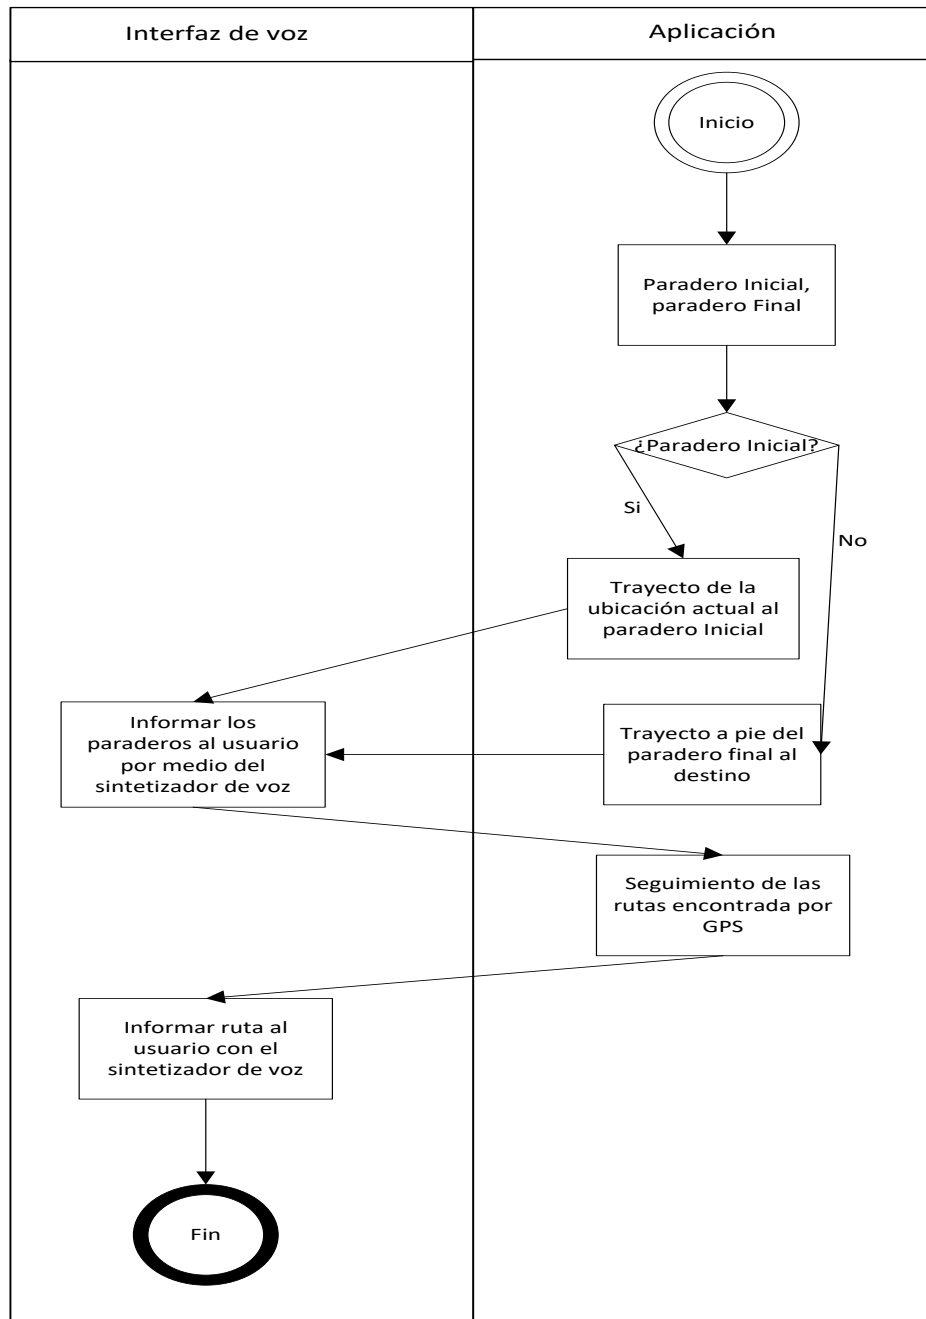 Interfaz de voz
Aplicación
Inicio
Paradero Inicial,
paradero Final
¿Paradero Inicial?
Si
No
Trayecto de la
ubicación actual al
paradero Inicial
Informar los
paraderos al usuario
por medio del
sintetizador de voz
Trayecto a pie del
paradero final al
destino
Seguimiento de las
rutas encontrada por
GPS
Informar ruta al
usuario con el
sintetizador de voz
Fin